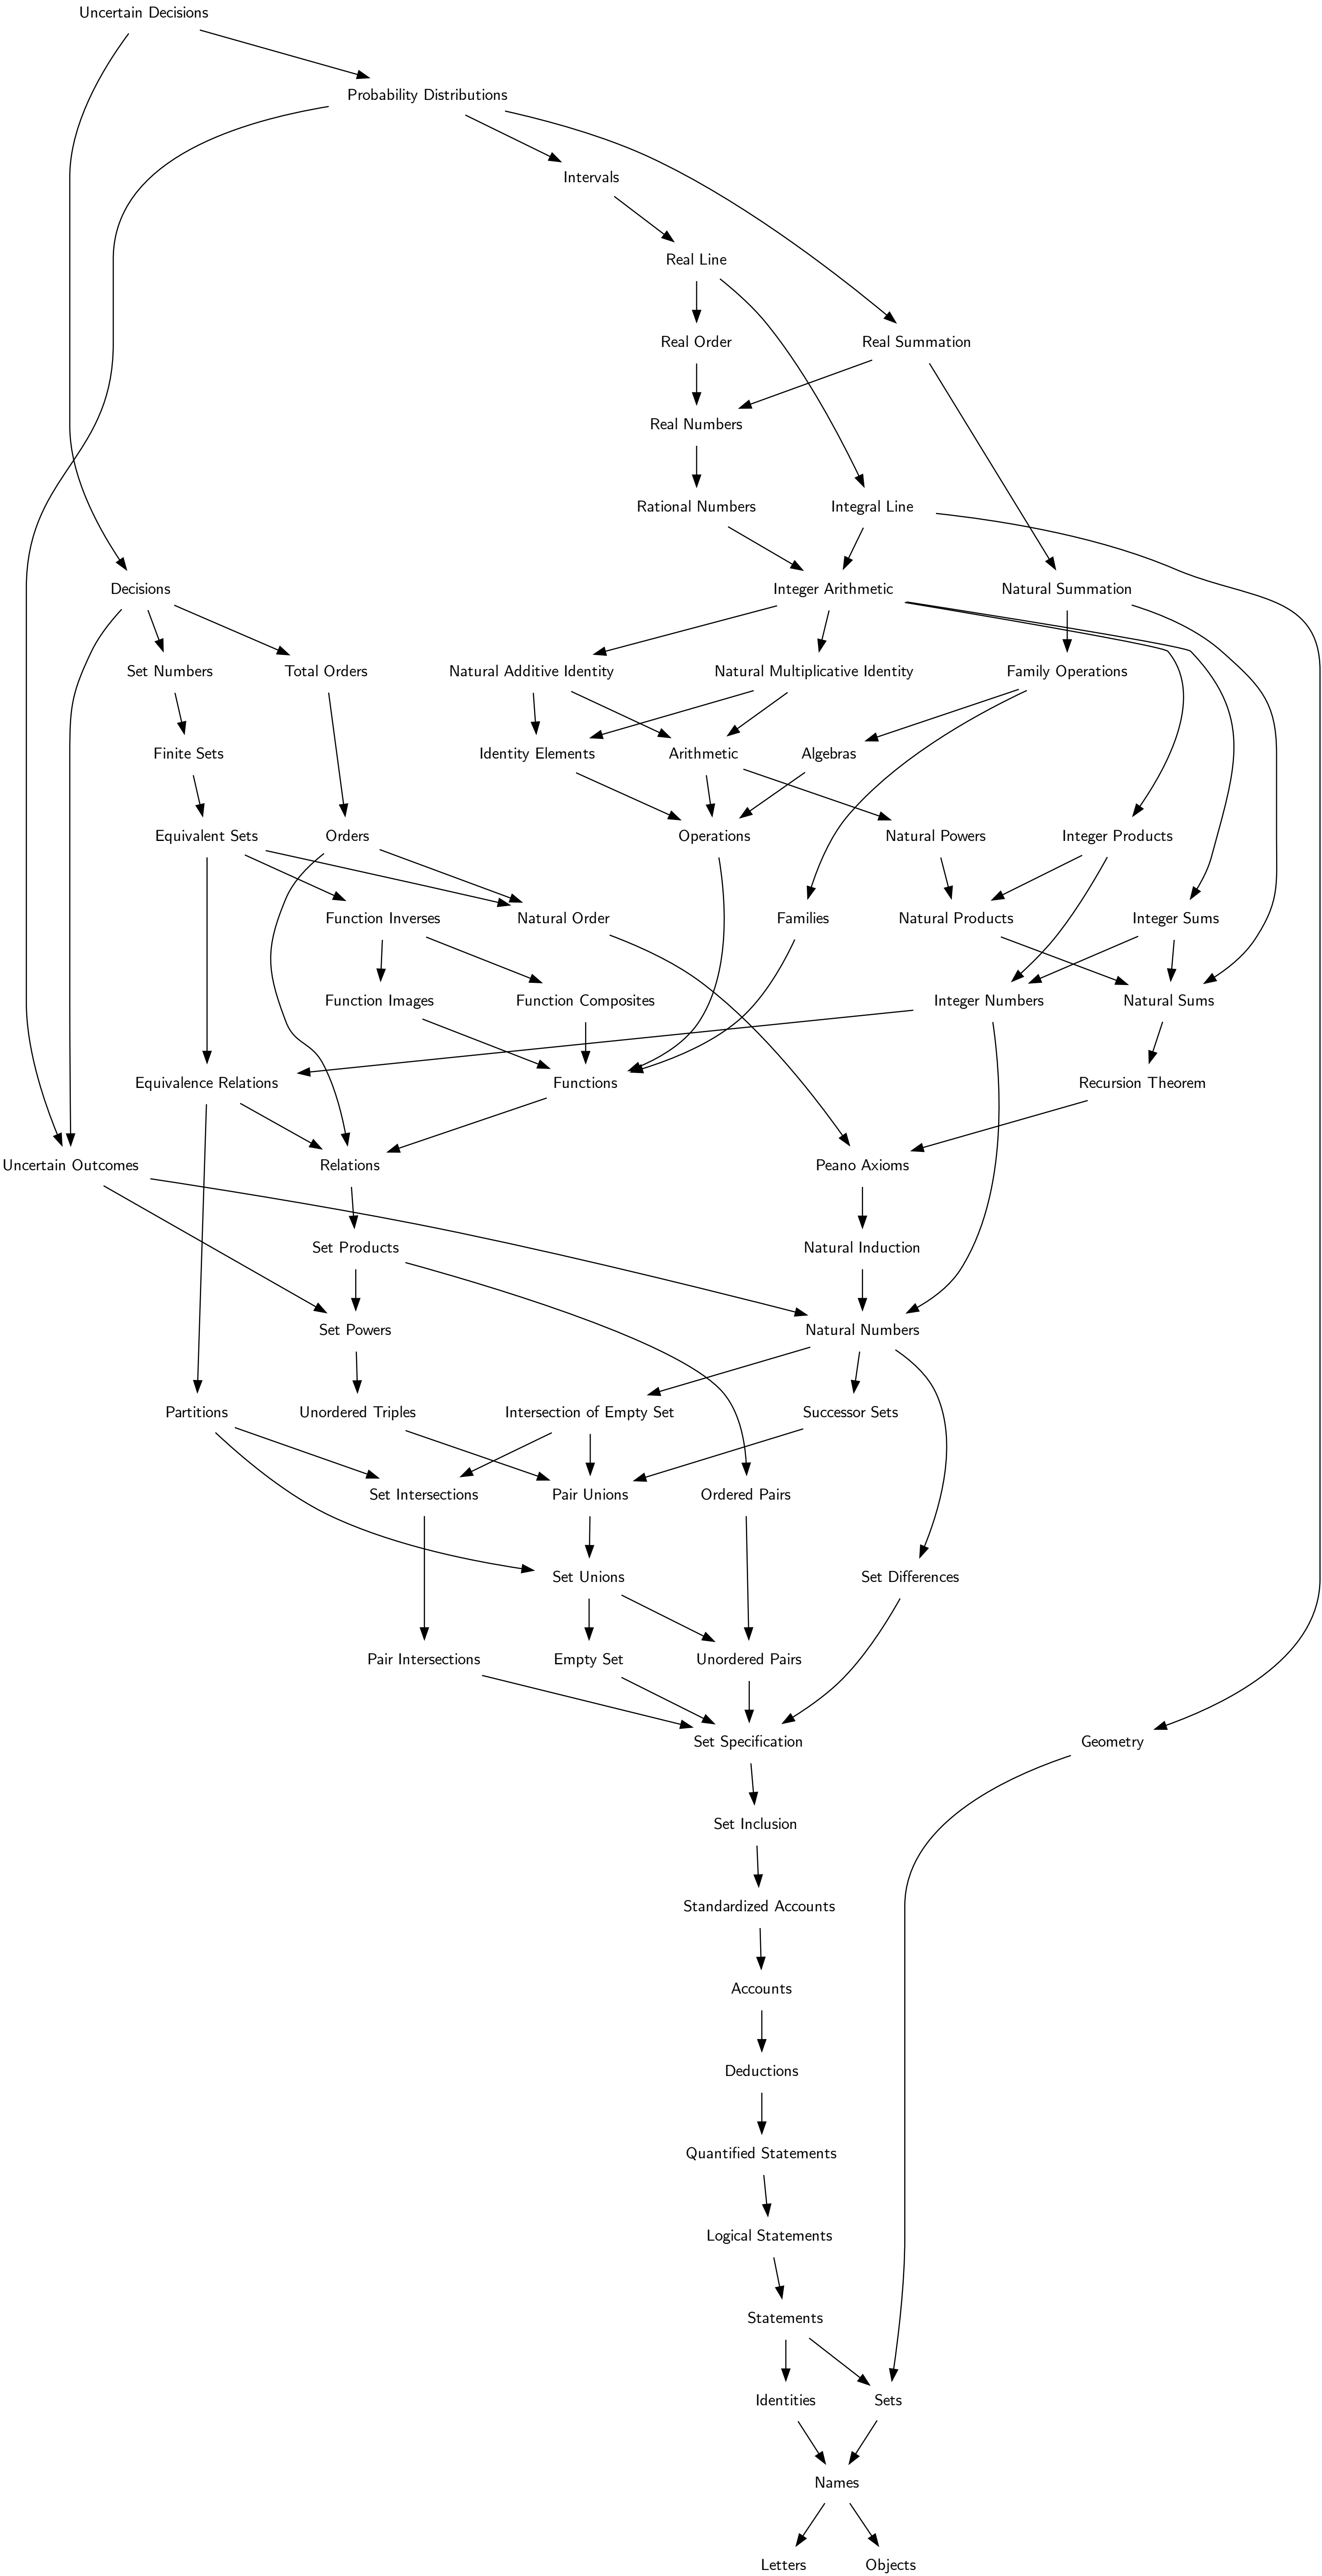 Uncertain Decisions
Probability Distributions
Intervals
Real Line
Real Order
Real Summation
Real Numbers
Rational Numbers
Integral Line
Decisions
Integer Arithmetic
Natural Summation
Set Numbers
Total Orders
Natural Additive Identity
Natural Multiplicative Identity
Family Operations
Finite Sets
Identity Elements
Arithmetic
Algebras
Equivalent Sets
Orders
Operations
Natural Powers
Integer Products
Function Inverses
Natural Order
Families
Natural Products
Integer Sums
Function Images
Function Composites
Integer Numbers
Natural Sums
Equivalence Relations
Functions
Recursion Theorem
Uncertain Outcomes
Relations
Peano Axioms
Set Products
Natural Induction
Set Powers
Natural Numbers
Partitions
Unordered Triples
Intersection of Empty Set
Successor Sets
Set Intersections
Pair Unions
Ordered Pairs
Set Unions
Set Differences
Pair Intersections
Empty Set
Unordered Pairs
Set Specification
Geometry
Set Inclusion
Standardized Accounts
Accounts
Deductions
Quantified Statements
Logical Statements
Statements
Identities
Sets
Names
Letters
Objects